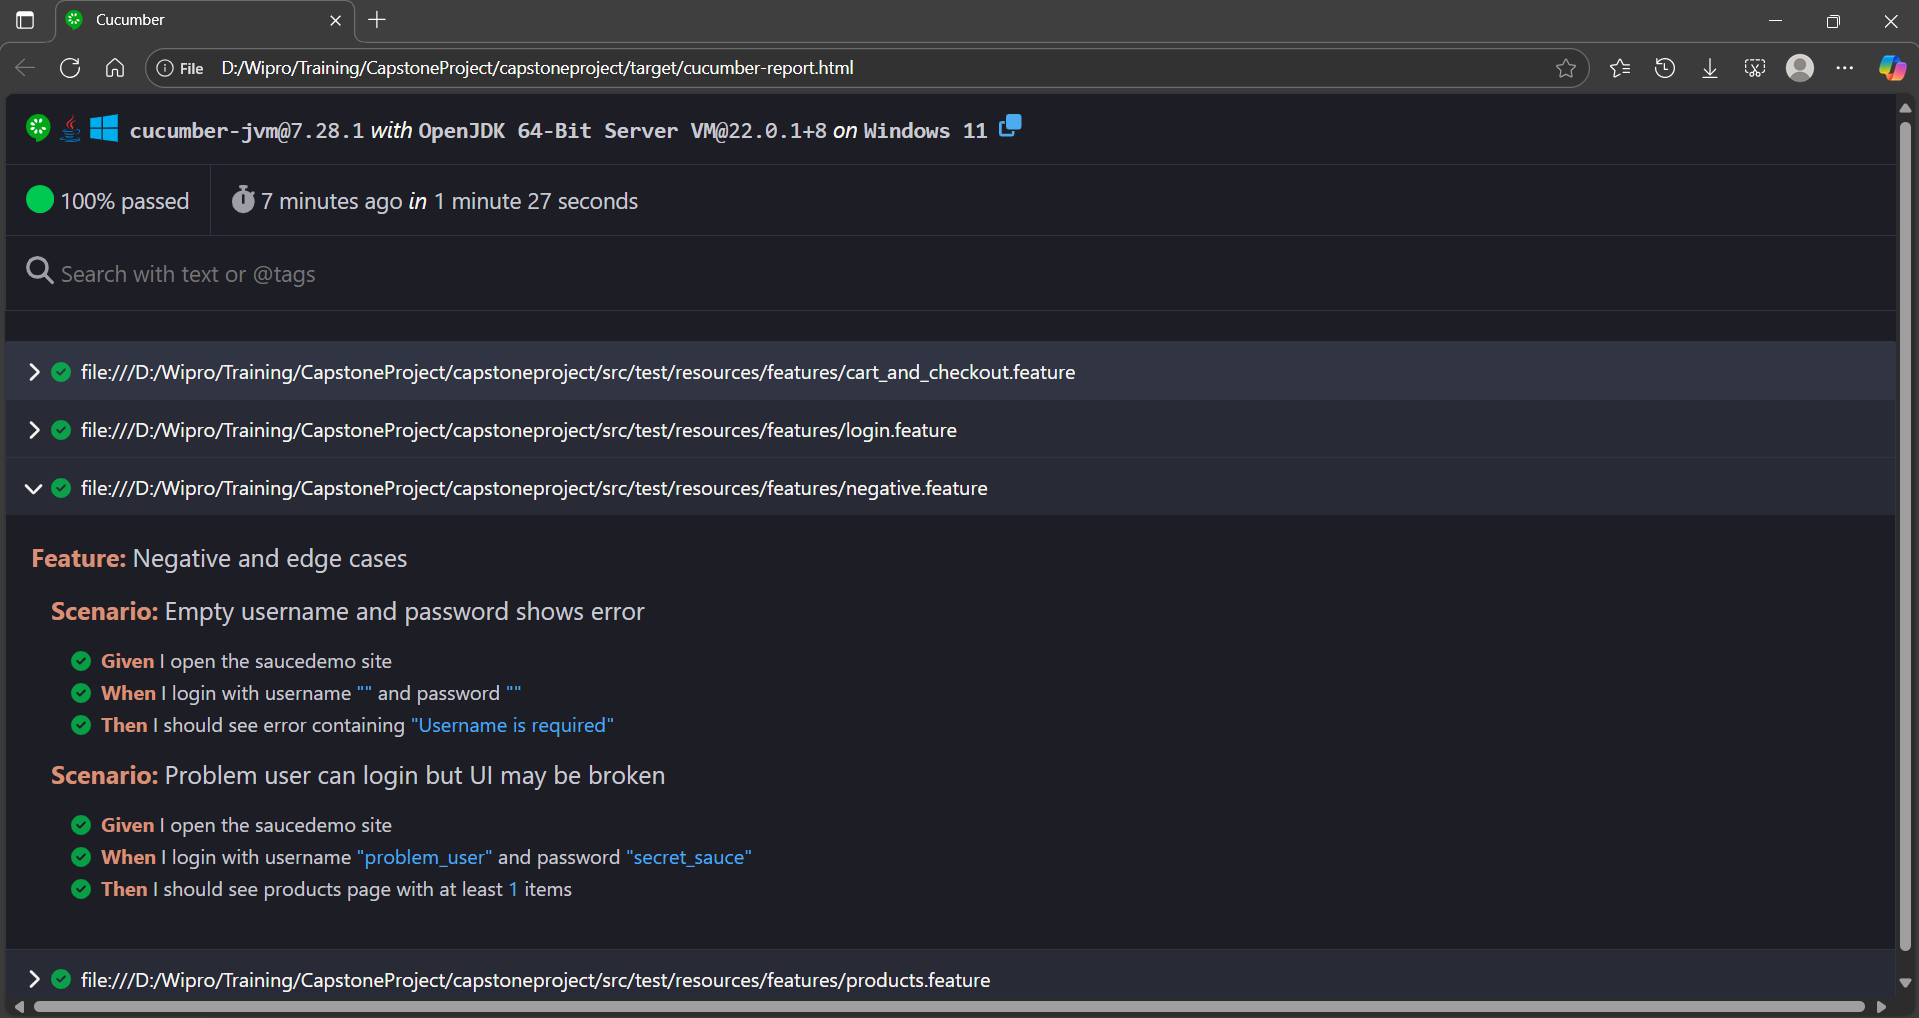 Cucumber
File D:/Wipro/Training/CapstoneProject/capstoneproject/target/cucumber-report.html
cucumber-jvm@7.28.1 with OpenJDK 64-Bit Server VM@22.0.1+8 on Windows 11
100% passed
7 minutes ago in 1 minute 27 seconds
Search with text or @tags
file:///D:/Wipro/Training/CapstoneProject/capstoneproject/src/test/resources/features/cart_and_checkout.feature
file:///D:/Wipro/Training/CapstoneProject/capstoneproject/src/test/resources/features/login.feature
file:///D:/Wipro/Training/CapstoneProject/capstoneproject/src/test/resources/features/negative.feature
Feature: Negative and edge cases
Scenario: Empty username and password shows error
Given I open the saucedemo site
When I login with username "" and password ""
Then I should see error containing "Username is required"
Scenario: Problem user can login but UI may be broken
Given I open the saucedemo site
When I login with username "problem_user" and password "secret_sauce"
Then I should see products page with at least 1 items
file:///D:/Wipro/Training/CapstoneProject/capstoneproject/src/test/resources/features/products.feature